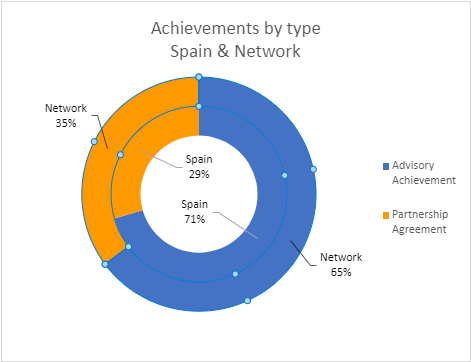 Achievements by type
Spain & Network
Network
35%
Spain
29%
Spain
71%
Network
65%
Advisory
Achievement
Partnership
Agreement